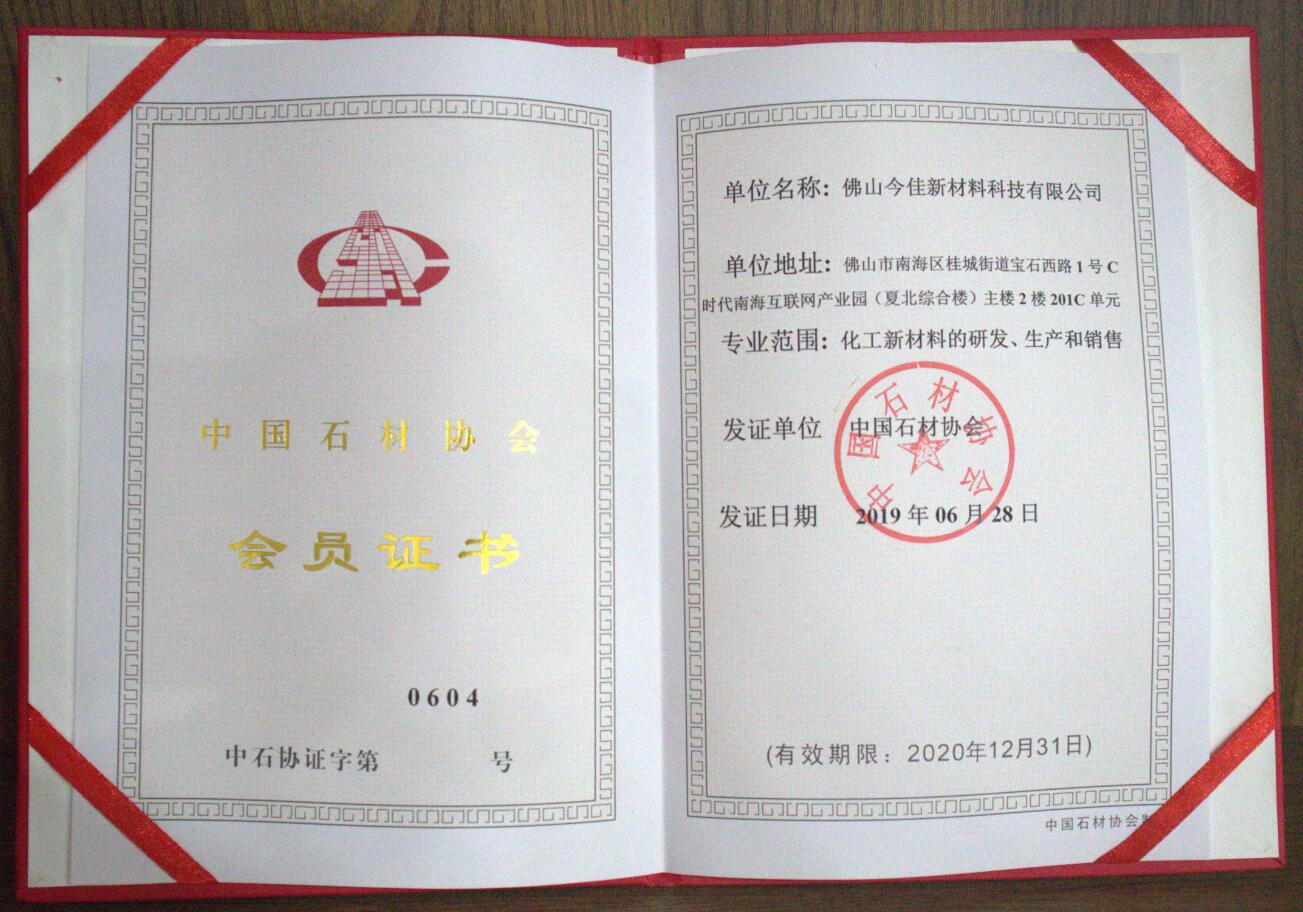 中国石材协会
会员证书
0604
中石协证字第 号
单位名称：佛山今佳新材料科技有限公司
单位地址：佛山市南海区桂城街道宝石西路1号C
时代南海互联网产业园（夏北综合楼）主楼2楼201C单元
专业范围：化工新材料的研发、生产和销售
发证单位 中国石材协会
中国石材协会
发证日期 2019年06月28日
(有效期限：2020年12月31日)
中国石材协会制